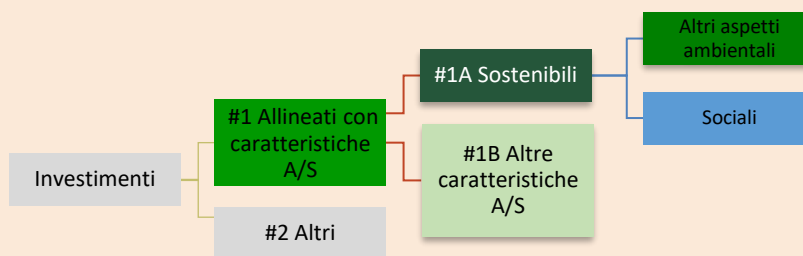 Investimenti
#1 Allineati con
caratteristiche
A/S
#2 Altri
#1A Sostenibili
#1B Altre
caratteristiche
A/S
Altri aspetti
ambientali
Sociali